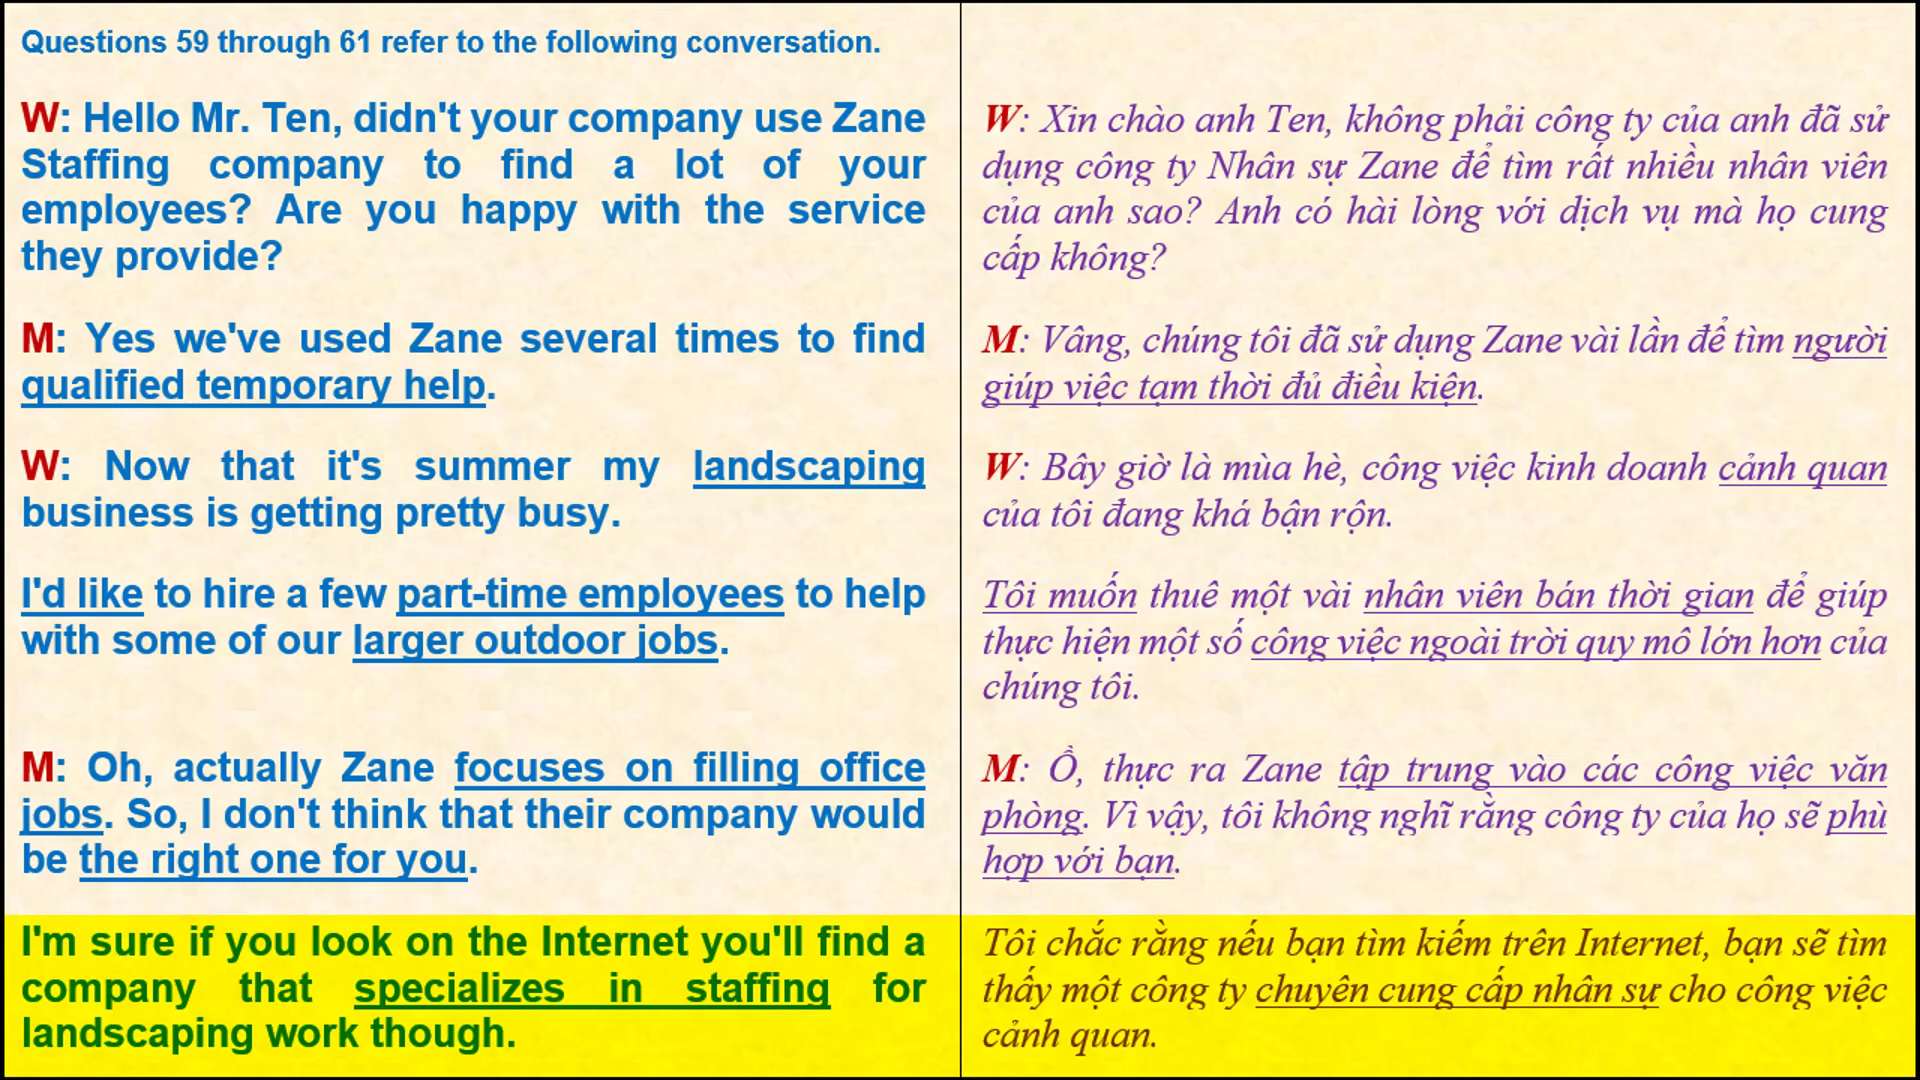 Questions 59 through 61 refer to the following conversation.
W: Hello Mr. Ten, didn't your company use Zane
Staffing company to find a lot of your
employees? Are you happy with the service
they provide?
M: Yes we've used Zane several times to find
qualified temporary help.
W: Now that it's summer my landscaping
business is getting pretty busy.
I'd like to hire a few part-time employees to help
with some of our larger outdoor jobs.
M: Oh, actually Zane focuses on filling office
jobs. So, I don't think that their company would
be the right one for you.
I'm sure if you look on the Internet you'll find a
company that specializes in staffing for
landscaping work though.
W: Xin chào anh Ten, không phải công ty của anh đã sử
dụng công ty Nhân sự Zane để tìm rất nhiều nhân viên
của anh sao? Anh có hài lòng với dịch vụ mà họ cung
cấp không?
M: Vâng, chúng tôi đã sử dụng Zane vài lần để tìm người
giúp việc tạm thời đủ điều kiện.
W: Bây giờ là mùa hè, công việc kinh doanh cảnh quan
của tôi đang khá bận rộn.
Tôi muốn thuê một vài nhân viên bán thời gian để giúp
thực hiện một số công việc ngoài trời quy mô lớn hơn của
chúng tôi.
M: Ồ, thực ra Zane tập trung vào các công việc văn
phòng. Vì vậy, tôi không nghĩ rằng công ty của họ sẽ phù
hợp với bạn.
Tôi chắc rằng nếu bạn tìm kiếm trên Internet, bạn sẽ tìm
thấy một công ty chuyên cung cấp nhân sự cho công việc
cảnh quan.